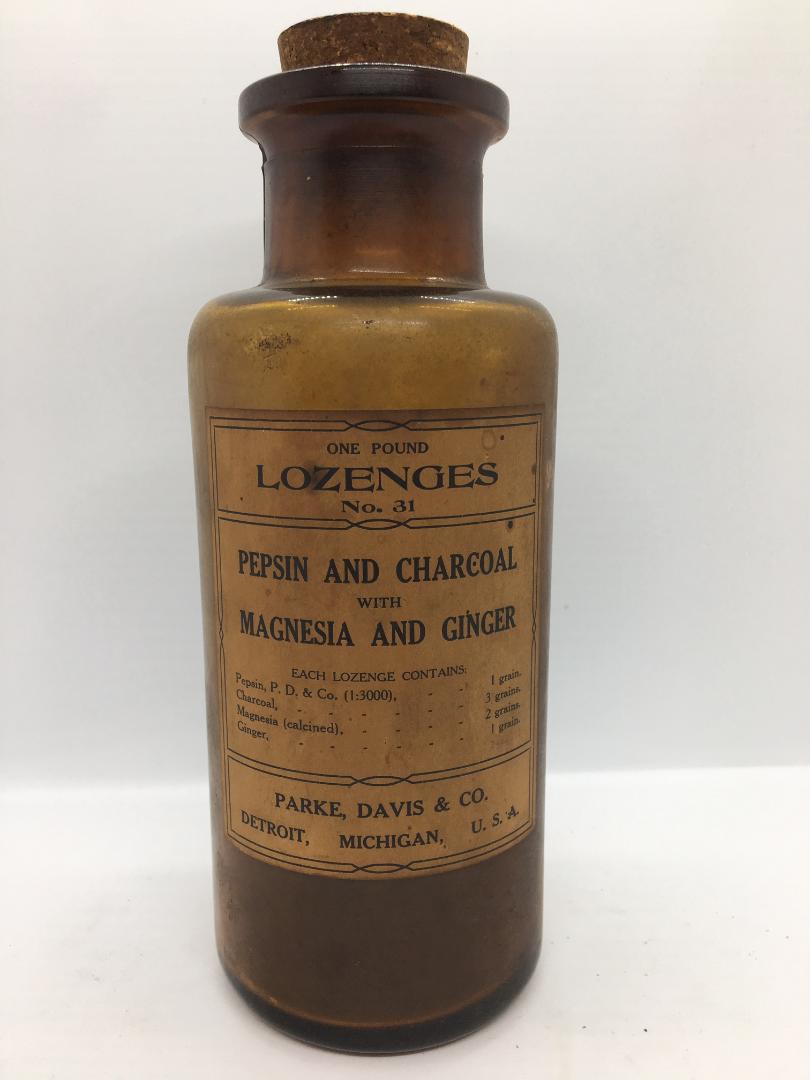 ONE POUND
LOZENGES
No. 31
PEPSIN AND CHARCOAL
WITH
MAGNESIA AND GINGER
EACH LOZENGE CONTAINS:
Pepsin, P. D. & Co. (1:3000), - - 1 grain.
Charcoal, - - - - - - 3 grains.
Magnesia (calcined), - - - - 2 grains.
Ginger, - - - - - - 1 grain.
PARKE, DAVIS & CO.
DETROIT, MICHIGAN, U. S. A.